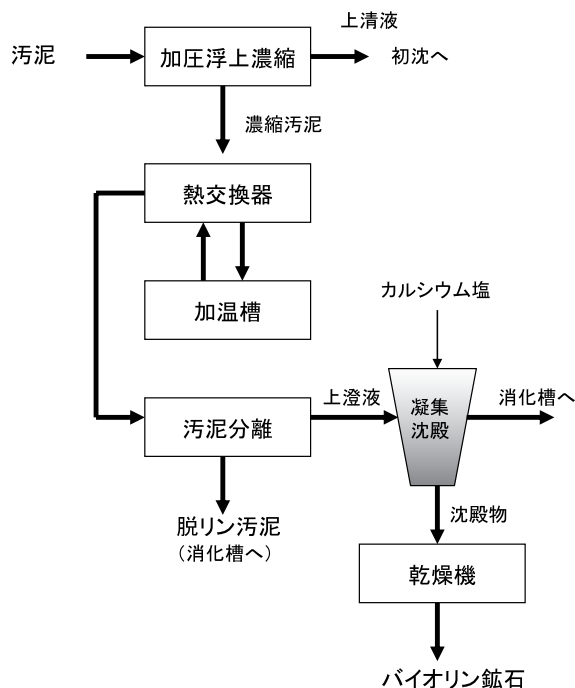 上清液
汚泥
加圧浮上濃縮
初沈へ
濃縮汚泥
熱交換器
加温槽
カルシウム塩
上澄液
凝集
沈殿
消化槽へ
汚泥分離
脱リン汚泥
（消化槽へ）
沈殿物
乾燥機
バイオリン鉱石